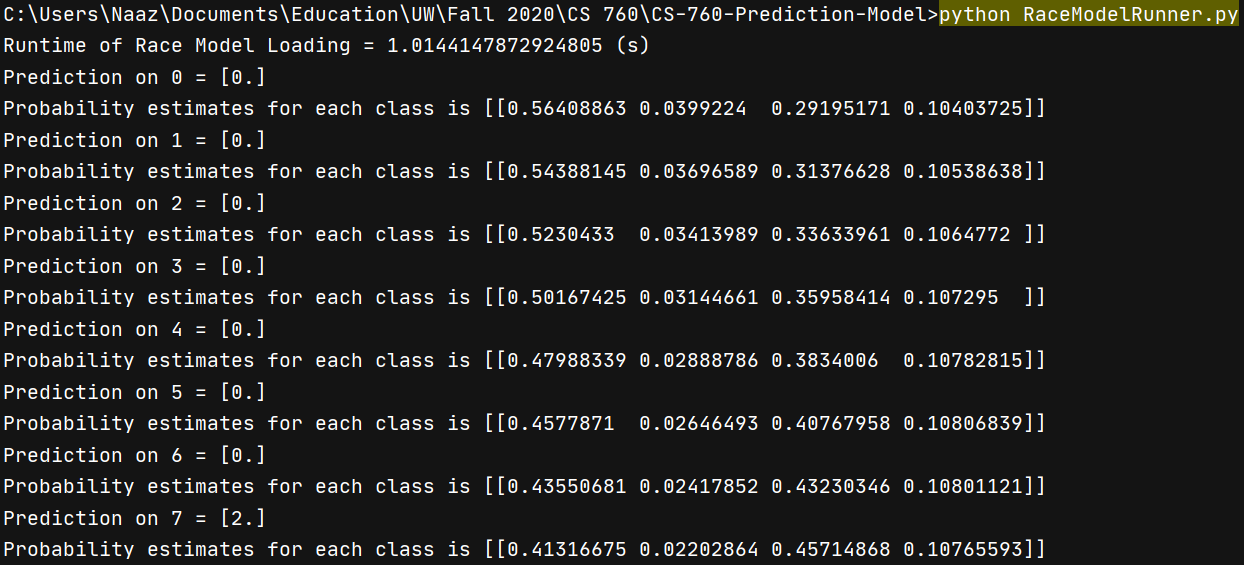 C:\Users\Naaz\Documents\Education\UW\Fall 2020\CS 760\CS-760-Prediction-Model>python RaceModelRunner.py
Runtime of Race Model Loading = 1.0144147872924805 (s)
Prediction on 0 = [0.]
Probability estimates for each class is [[0.56408863 0.0399224  0.29195171 0.10403725]]
Prediction on 1 = [0.]
Probability estimates for each class is [[0.54388145 0.03696589 0.31376628 0.10538638]]
Prediction on 2 = [0.]
Probability estimates for each class is [[0.5230433  0.03413989 0.33633961 0.1064772 ]]
Prediction on 3 = [0.]
Probability estimates for each class is [[0.50167425 0.03144661 0.35958414 0.107295  ]]
Prediction on 4 = [0.]
Probability estimates for each class is [[0.47988339 0.02888786 0.3834006  0.10782815]]
Prediction on 5 = [0.]
Probability estimates for each class is [[0.4577871  0.02646493 0.40767958 0.10806839]]
Prediction on 6 = [0.]
Probability estimates for each class is [[0.43550681 0.02417852 0.43230346 0.10801121]]
Prediction on 7 = [2.]
Probability estimates for each class is [[0.41316675 0.02202864 0.45714868 0.10765593]]